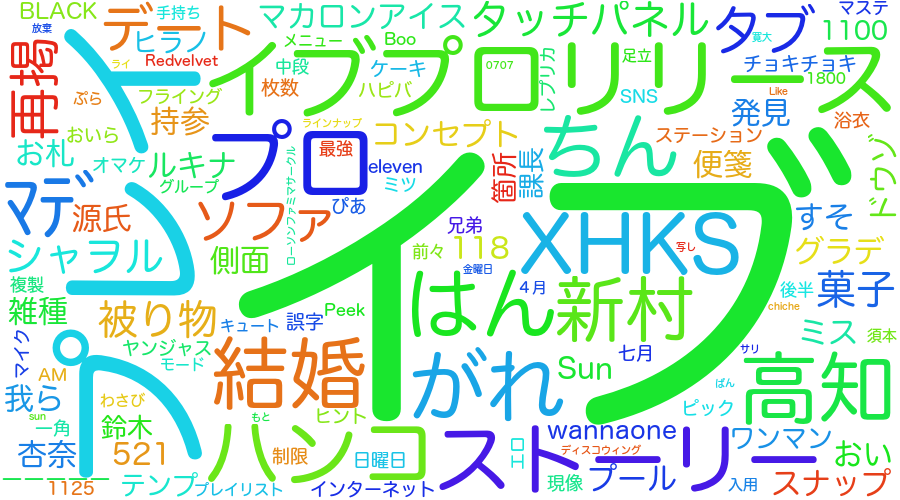 BLACK
放棄
手持ち
デート
マカロンアイス
タッチパネル
タブ
マステ
1100
寛大
ヒラノ
メニュー
Boo
Redvelvet
イブプロ
0707
レプリカ
リリース
足立
チョキチョキ
1800
再掲
ライ
中段
ケーキ
ぷら
フライング
枚数
ハピバ
SNS
Like
発見
浴衣
トコ
持参
ラインナップ
おいら
プロ
コンセプト
ちん
ステーション
お札
オマケ
ルキナ
最強
eleven
箇所
課長
便箋
ドウゾ
グループ
ローソンファミマサークル
ミツ
マデ
源氏
ソファ
ぴあ
イブ
すそ
シャヲル
側面
兄弟
前々
118
XHKS
写し
グラデ
複製
金曜日
4月
後半
菓子
雑種
被り物
誤字
Peek
はん
新村
chiche
キュート
ミス
須本
ヤンジャス
モード
マイク
ペ
結婚
がれ
Sun
七月
サリ
高知
AM
わさび
ばん
我ら
sun
一角
鈴木
もと
ヒント
ピック
杏奈
521
ハンコ
ストーリー
wannaone
ワンマン
おい
制限
日曜日
エロ
ディスコウィング
ーーーーーー
1125
テンプ
プレイリスト
インターネット
現像
プール
入用
スナップ